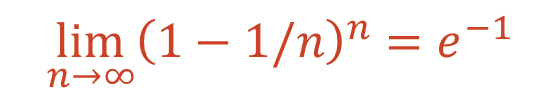 lim (1 − 1/n)ⁿ = e⁻¹
n→∞